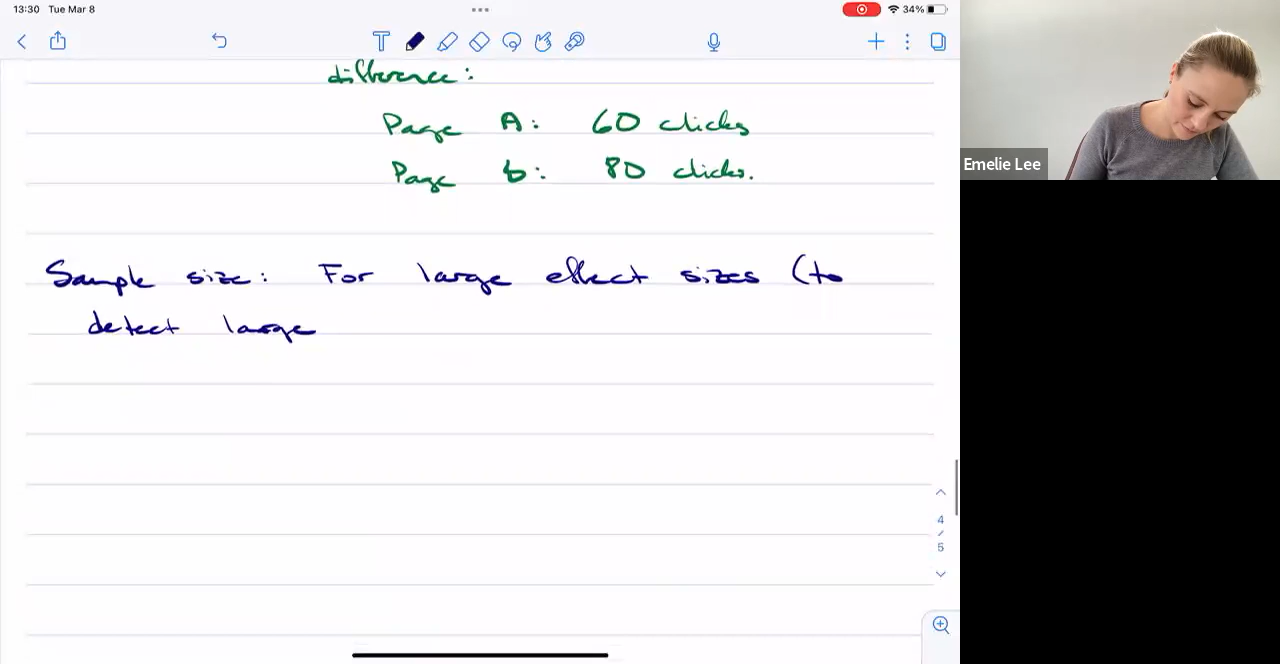 13:30 Tue Mar 8
34%
difference:
Page A: 60 clicks
Page b: 80 clicks.
Sample size: For large effect sizes (to
detect large
Emelie Lee
4
5